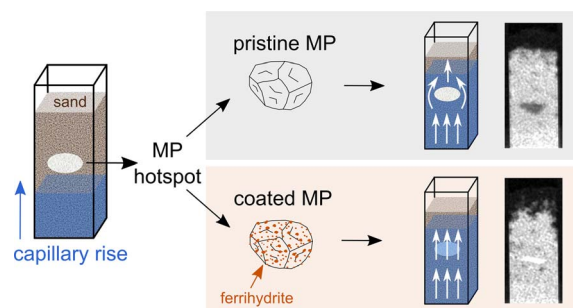 pristine MP
sand
MP
hotspot
coated MP
capillary rise
ferrihydrite